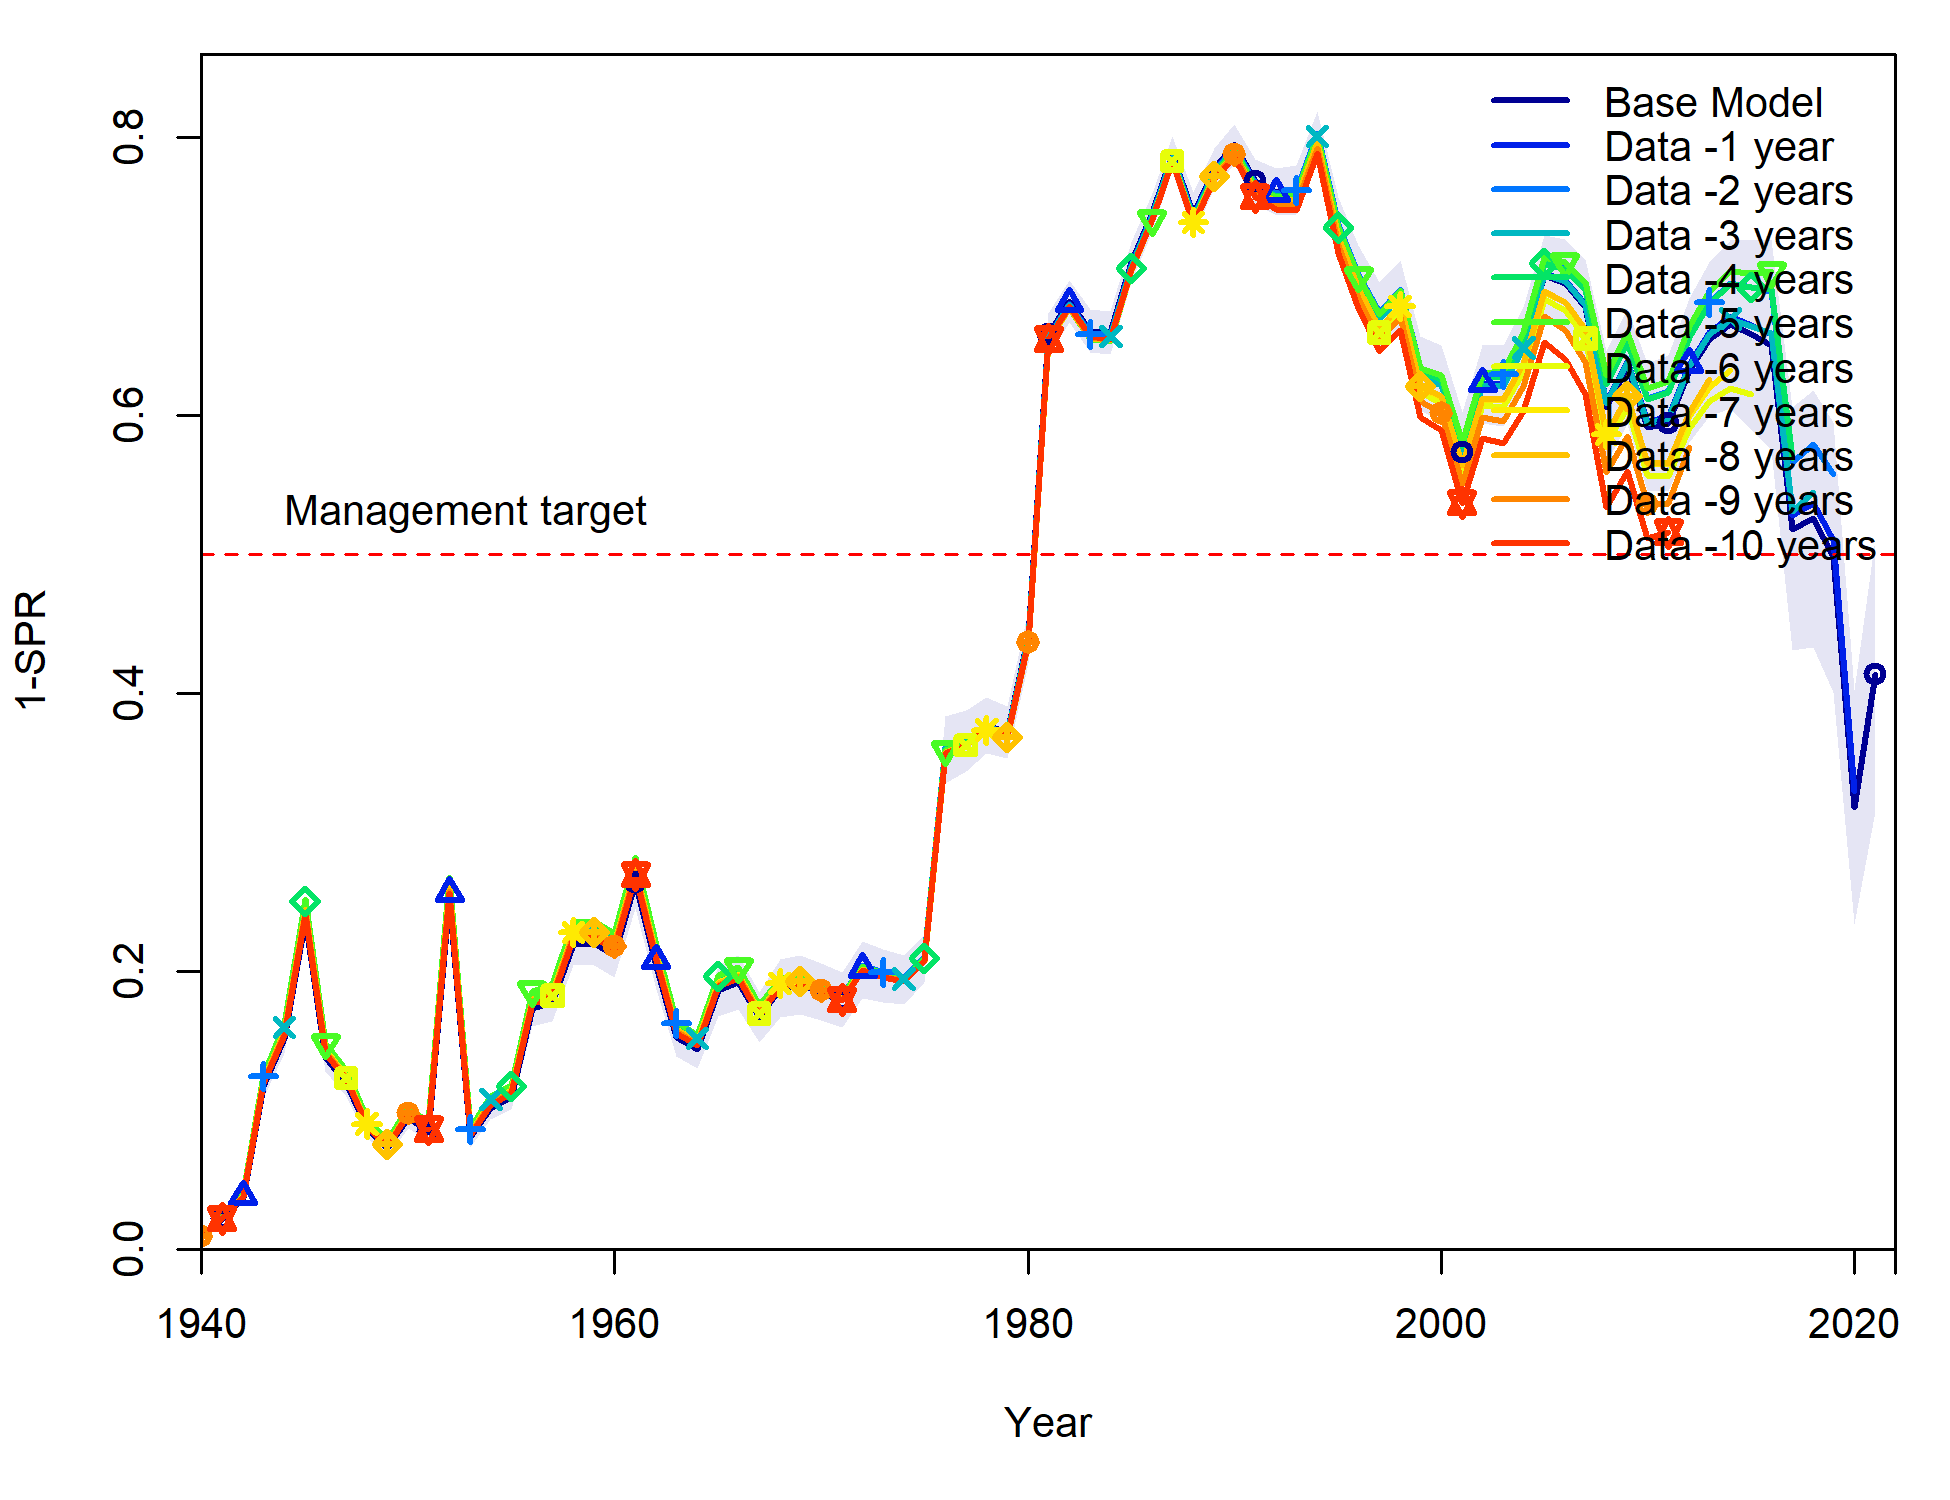 Base Model
Data -1 year
Data -2 years
Data -3 years
Data -4 years
Data -5 years
Data -6 years
Data -7 years
Data -8 years
Data -9 years
Data -10 years
Management target
1-SPR
0.8
0.6
0.4
0.2
0.0
1940 1960 1980 2000 2020
Year